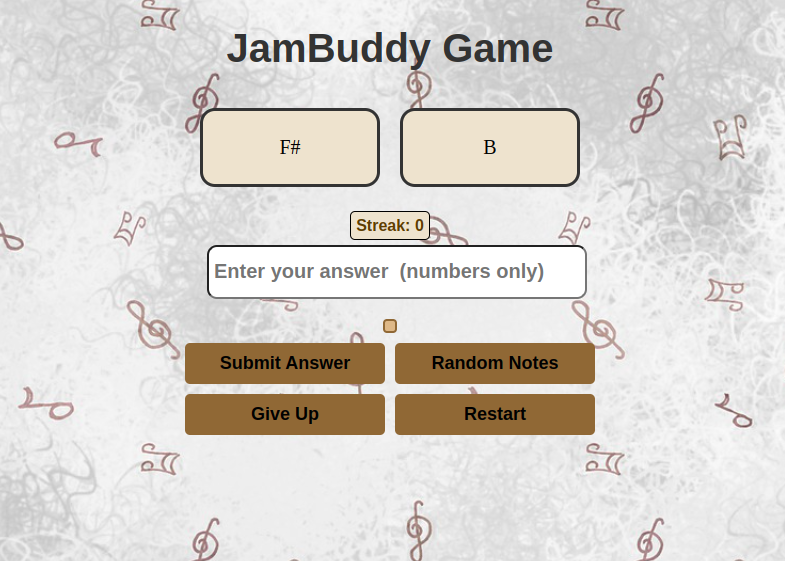 JamBuddy Game
F# B
Streak: 0
Enter your answer (numbers only)
Submit Answer Random Notes
Give Up Restart